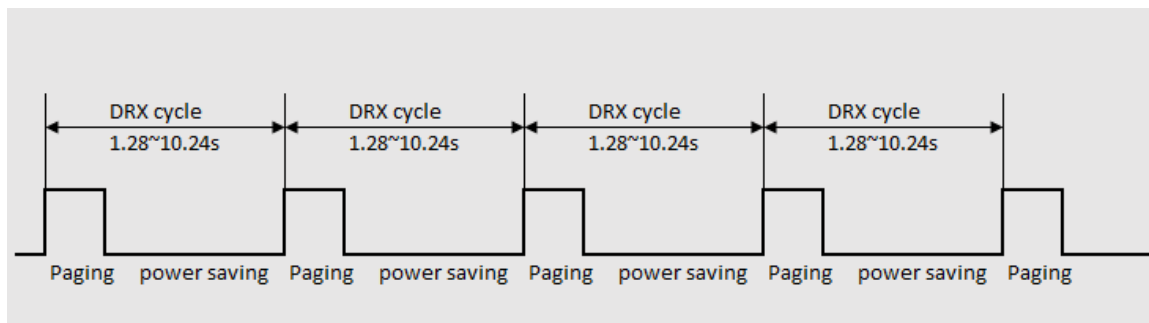 DRX cycle DRX cycle DRX cycle DRX cycle
1.28~10.24s 1.28~10.24s 1.28~10.24s 1.28~10.24s
Paging power saving Paging power saving Paging power saving Paging power saving Paging